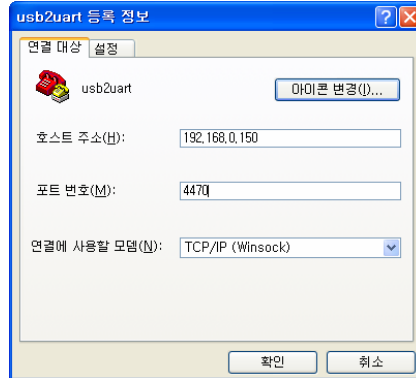 usb2uart 등록 정보
연결 대상 설정
usb2uart
아이콘 변경(I)...
호스트 주소(H):
192,168,0,150
포트 번호(M):
4470
연결에 사용할 모뎀(N):
TCP/IP (Winsock)
확인
취소